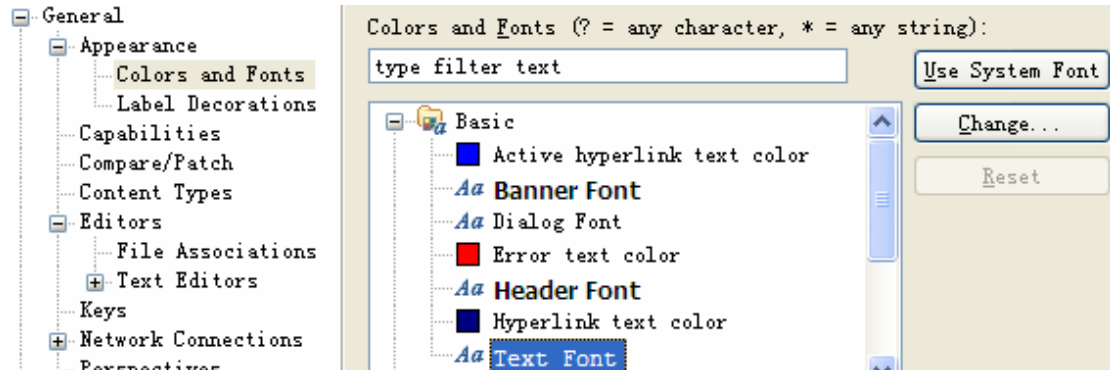 General
Appearance
Colors and Fonts
Label Decorations
Capabilities
Compare/Patch
Content Types
Editors
File Associations
Text Editors
Keys
Network Connections
Perspectives
Colors and Fonts (? = any character, * = any string):
type filter text
Use System Font
Change...
Reset
Basic
Active hyperlink text color
Aa Banner Font
Aa Dialog Font
Error text color
Aa Header Font
Hyperlink text color
Aa Text Font